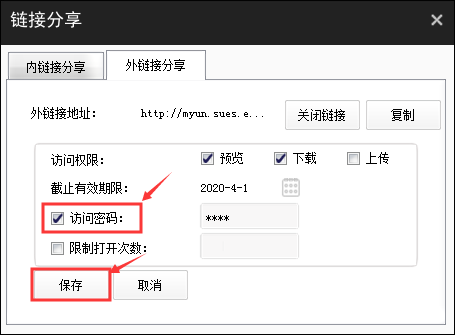 链接分享
内链接分享 外链接分享
外链接地址： http://myun.sues.e... 关闭链接 复制
访问权限： 预览 下载 上传
截止有效期限： 2020-4-1
访问密码： ****
限制打开次数：
保存 取消